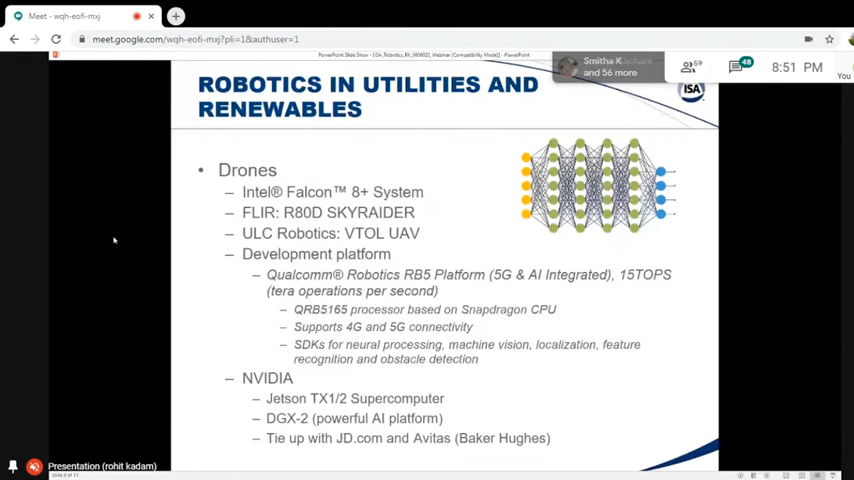 Meet - wqh-eofi-mxj
meet.google.com/wqh-eofi-mxj?pli=1&authuser=1
Smitha K.
and 56 more
59
48
8:51 PM
You
ROBOTICS IN UTILITIES AND
RENEWABLES
ISA
• Drones
– Intel® Falcon™ 8+ System
– FLIR: R80D SKYRAIDER
– ULC Robotics: VTOL UAV
– Development platform
– Qualcomm® Robotics RB5 Platform (5G & AI Integrated), 15TOPS
(tera operations per second)
– QRB5165 processor based on Snapdragon CPU
– Supports 4G and 5G connectivity
– SDKs for neural processing, machine vision, localization, feature
recognition and obstacle detection
– NVIDIA
– Jetson TX1/2 Supercomputer
– DGX-2 (powerful AI platform)
– Tie up with JD.com and Avitas (Baker Hughes)
Presentation (rohit kadam)